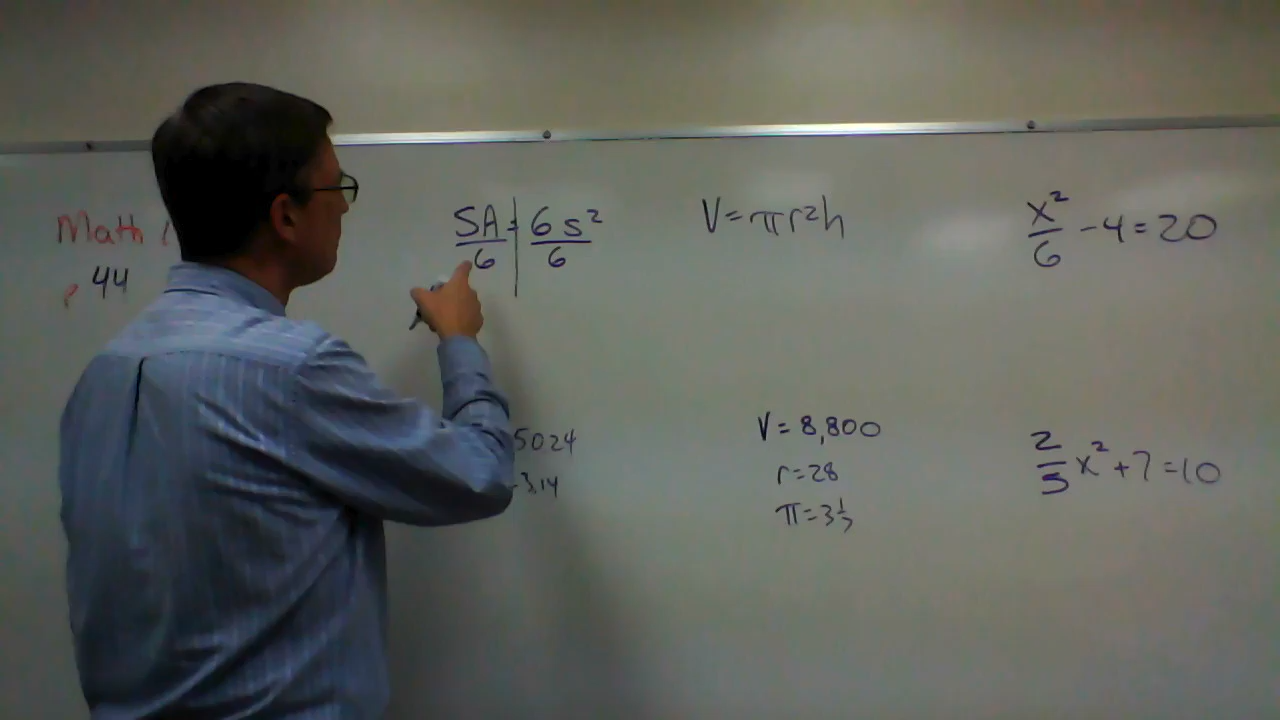 Math
p 44
SA = 6s²
6 6
V = πr²h
x²/6 - 4 = 20
5024
3.14
V = 8,800
r = 28
π = 3 1/7
2/5 x² + 7 = 10